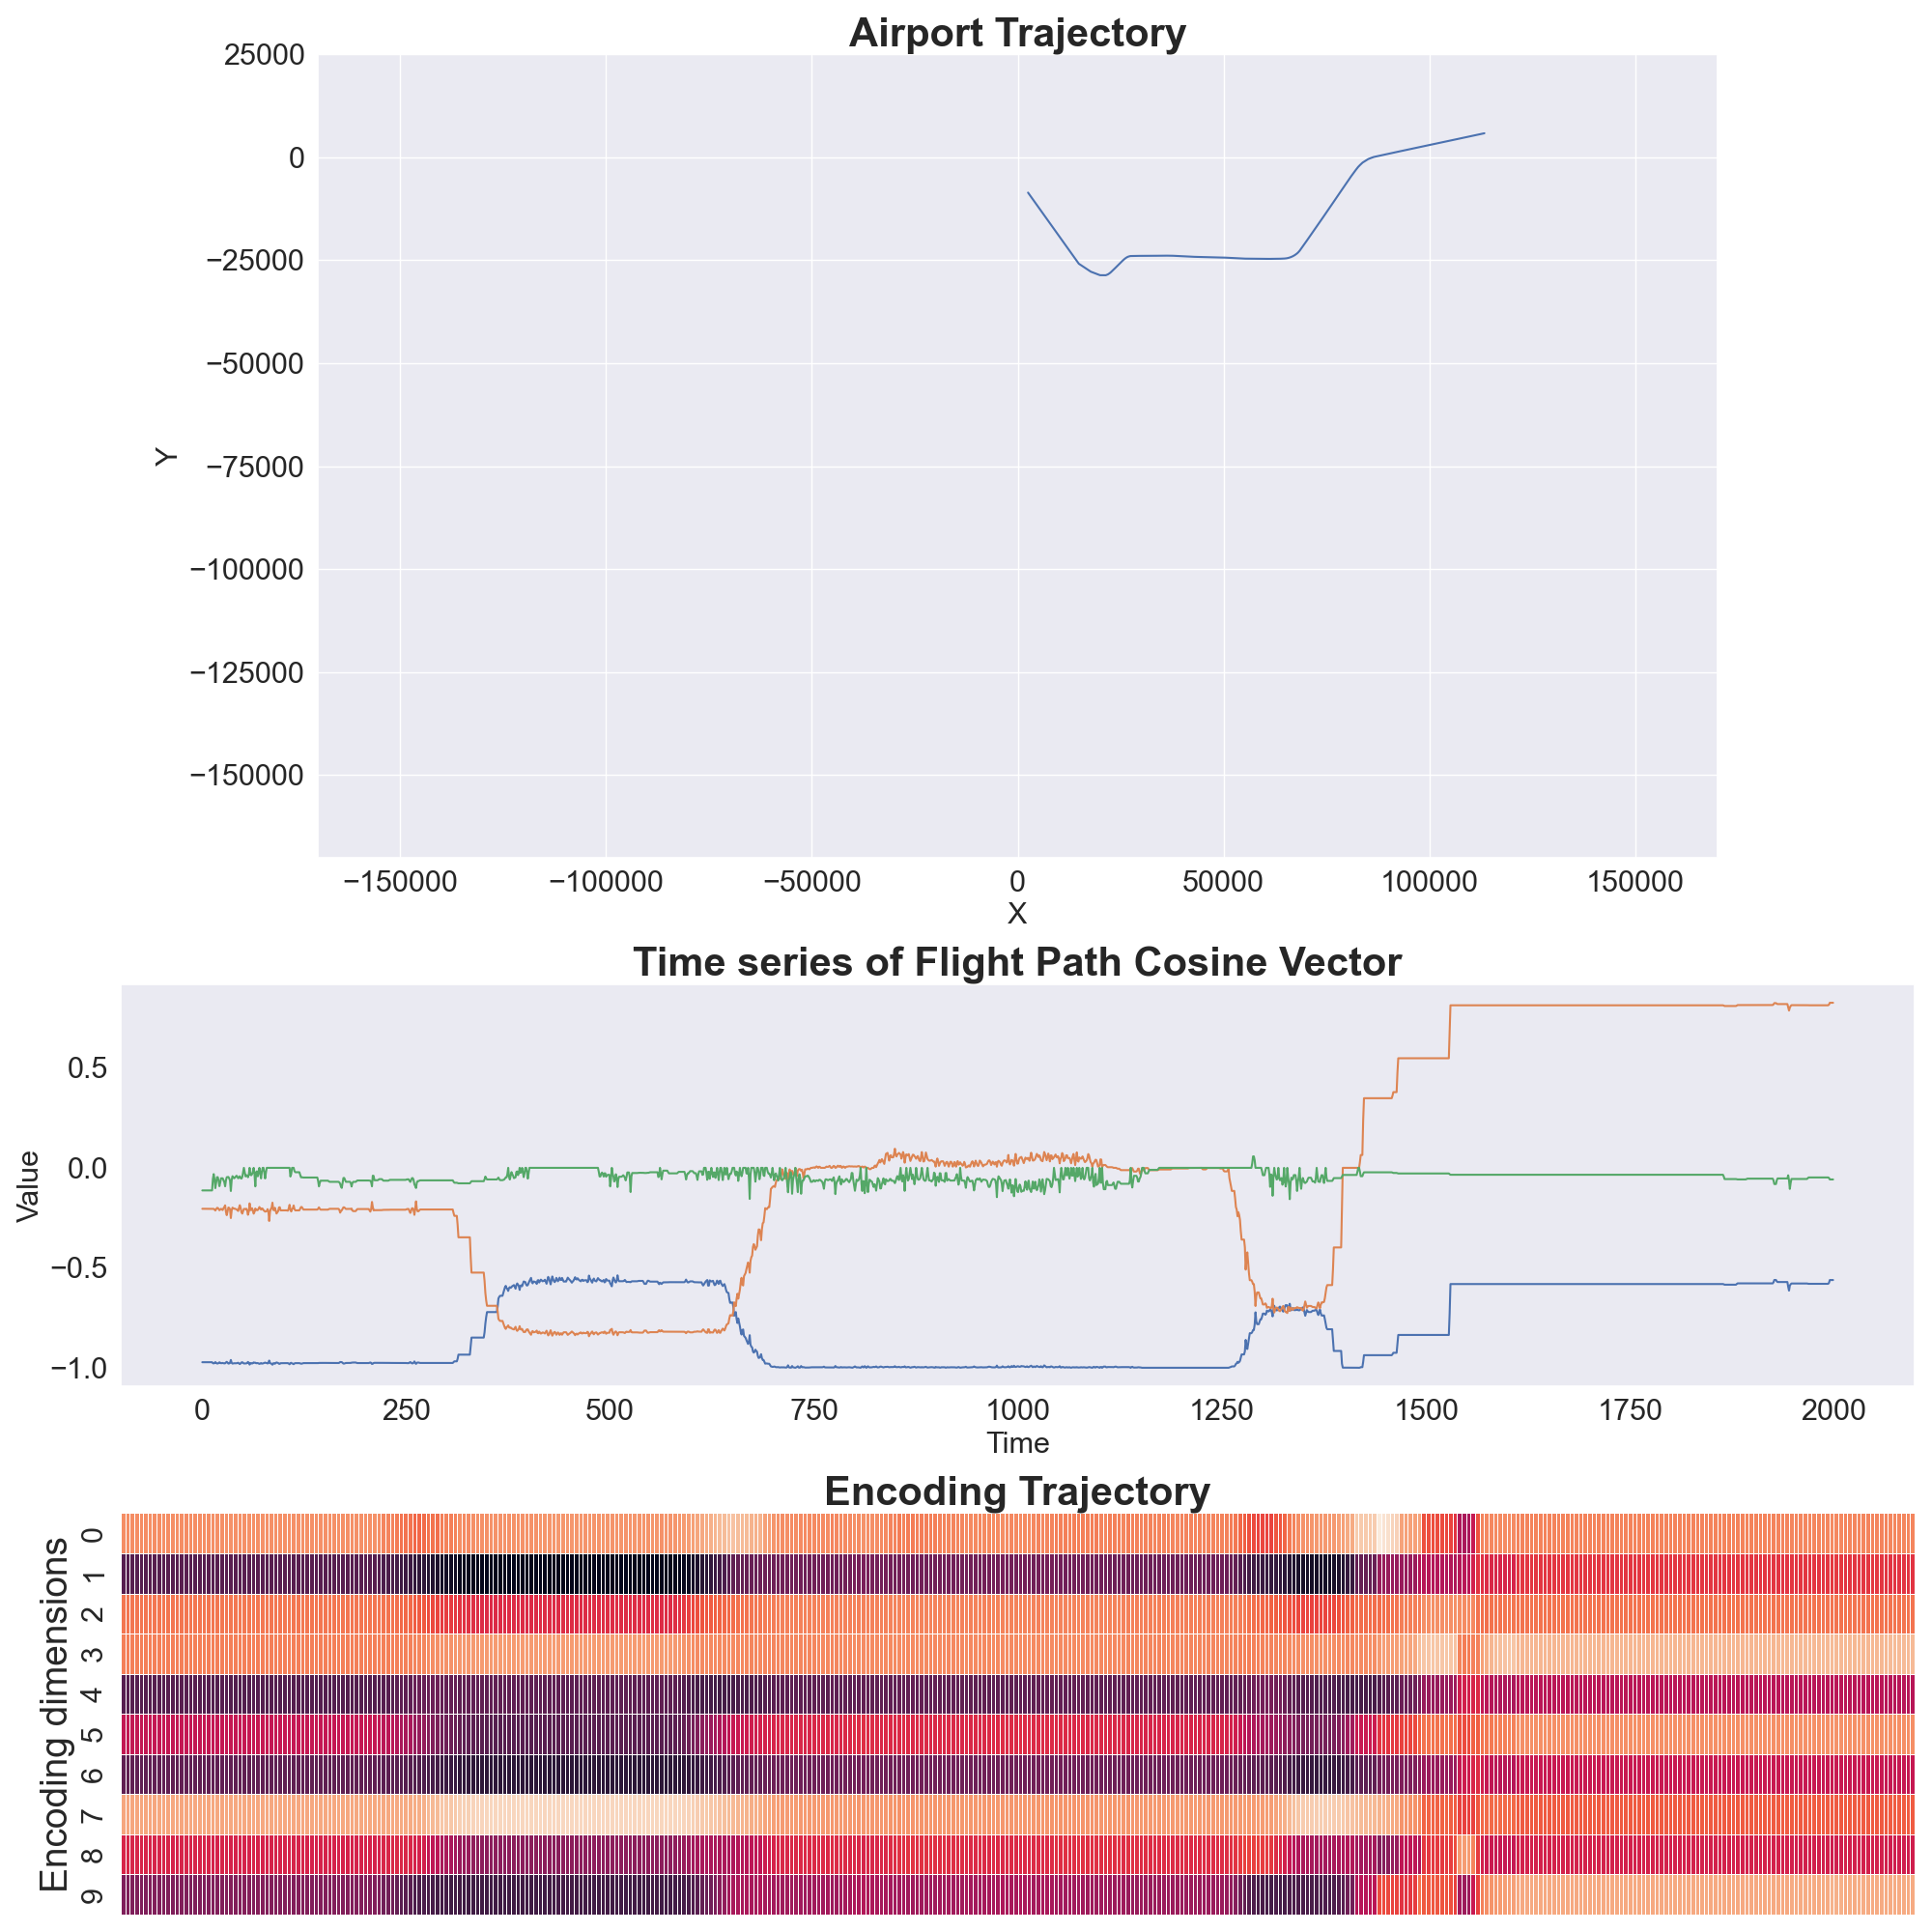 Airport Trajectory
25000
0
−25000
−50000
−75000
−100000
−125000
−150000
Y
−150000 −100000 −50000 0 50000 100000 150000
X
Time series of Flight Path Cosine Vector
0.5
0.0
−0.5
−1.0
Value
0 250 500 750 1000 1250 1500 1750 2000
Time
Encoding Trajectory
Encoding dimensions
0
1
2
3
4
5
6
7
8
9